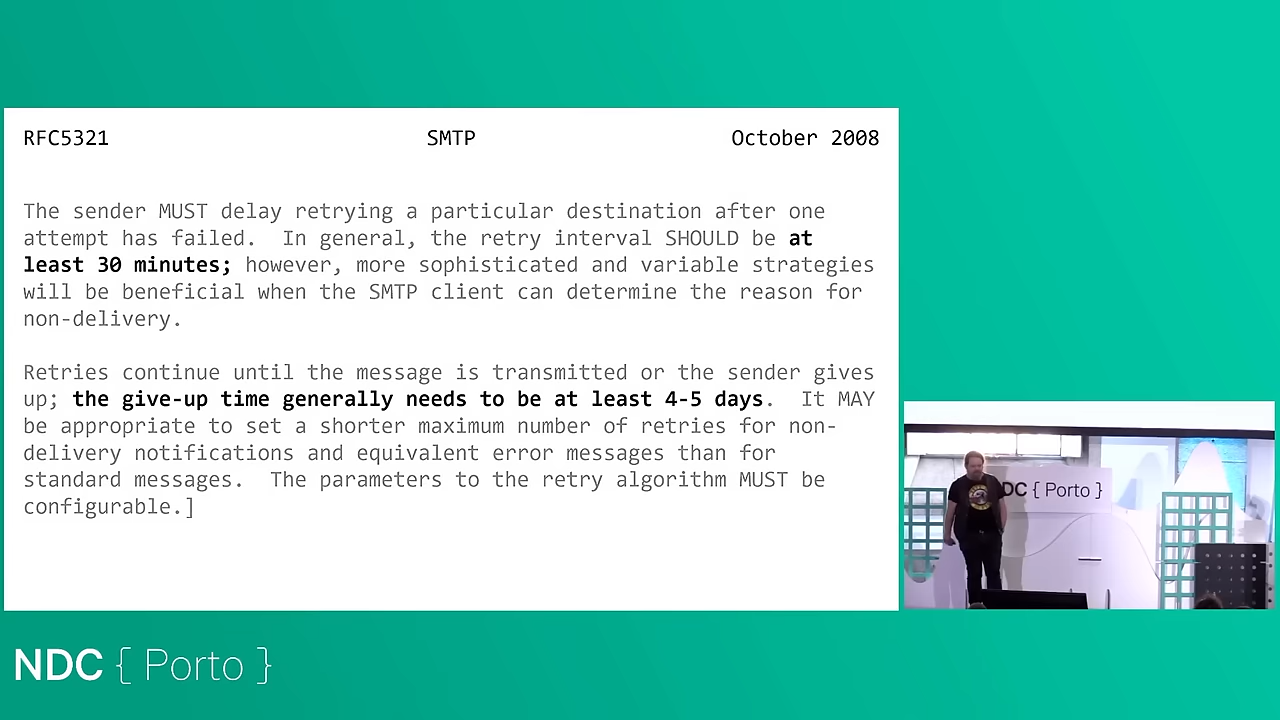 RFC5321 SMTP October 2008
The sender MUST delay retrying a particular destination after one
attempt has failed.  In general, the retry interval SHOULD be at
least 30 minutes; however, more sophisticated and variable strategies
will be beneficial when the SMTP client can determine the reason for
non-delivery.
Retries continue until the message is transmitted or the sender gives
up; the give-up time generally needs to be at least 4-5 days.  It MAY
be appropriate to set a shorter maximum number of retries for non-
delivery notifications and equivalent error messages than for
standard messages.  The parameters to the retry algorithm MUST be
configurable.]
DC { Porto }
NDC { Porto }